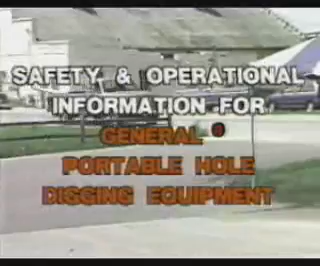 SAFETY & OPERATIONAL
INFORMATION FOR
GENERAL
PORTABLE HOLE
DIGGING EQUIPMENT